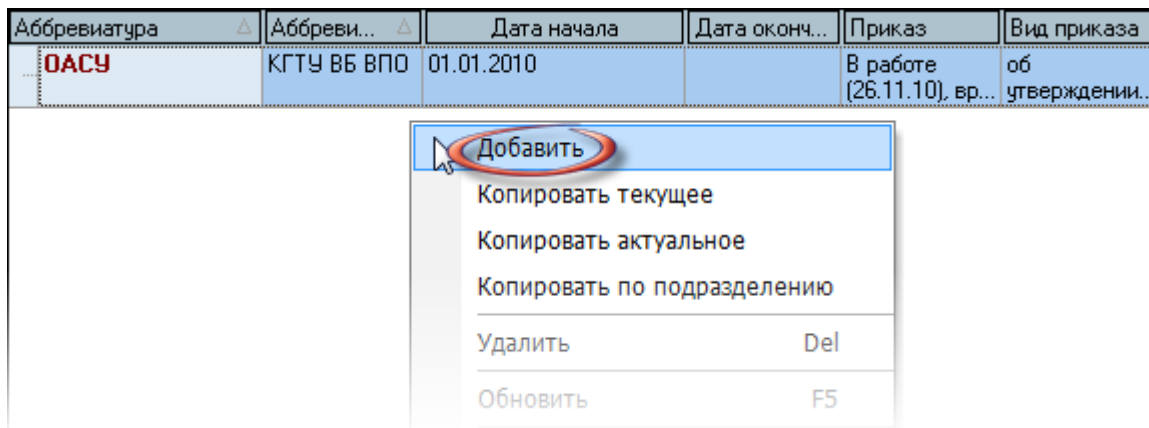 Аббревиатура Аббреви... Дата начала Дата оконч... Приказ Вид приказа
ОАСУ КГТУ ВБ ВПО 01.01.2010 В работе об
(26.11.10), вр... утверждении...
Добавить
Копировать текущее
Копировать актуальное
Копировать по подразделению
Удалить Del
Обновить F5